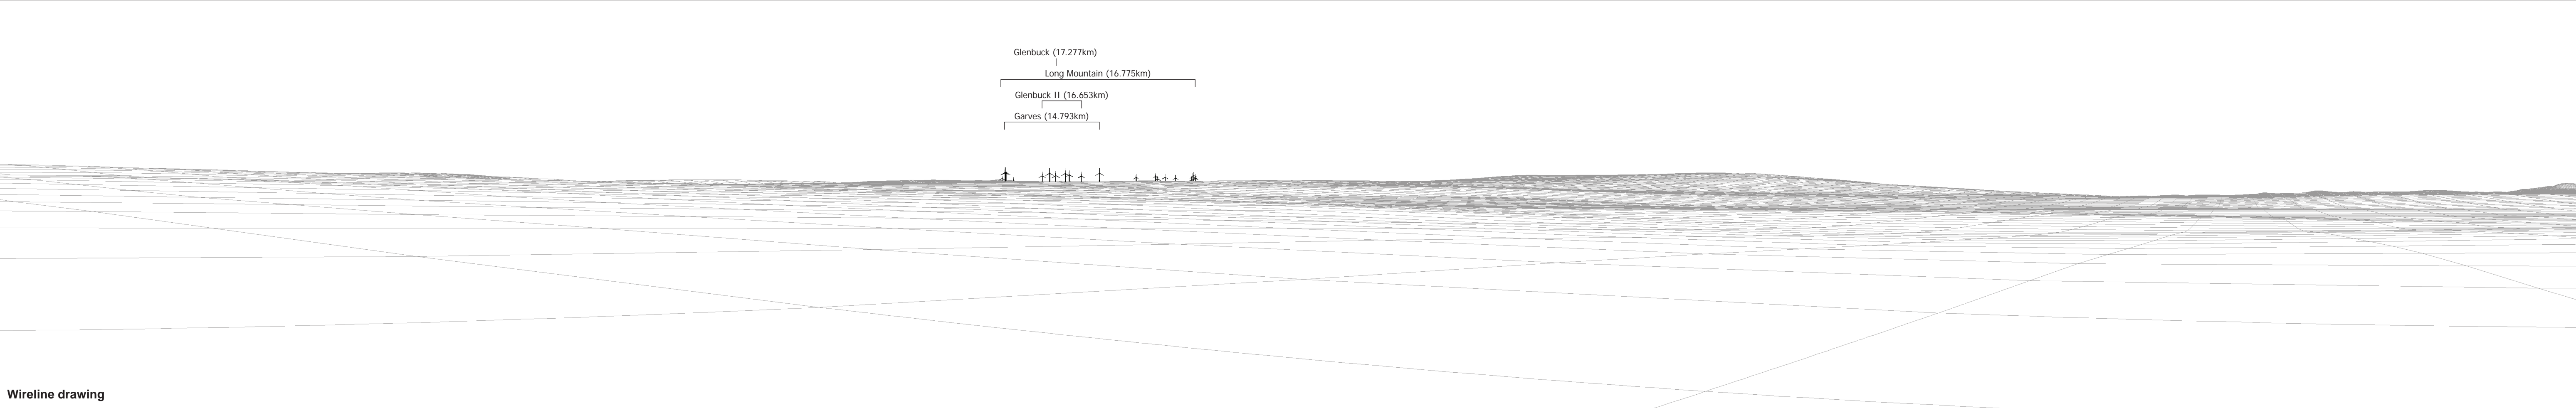 Glenbuck (17.277km)
Long Mountain (16.775km)
Glenbuck II (16.653km)
Garves (14.793km)
Wireline drawing